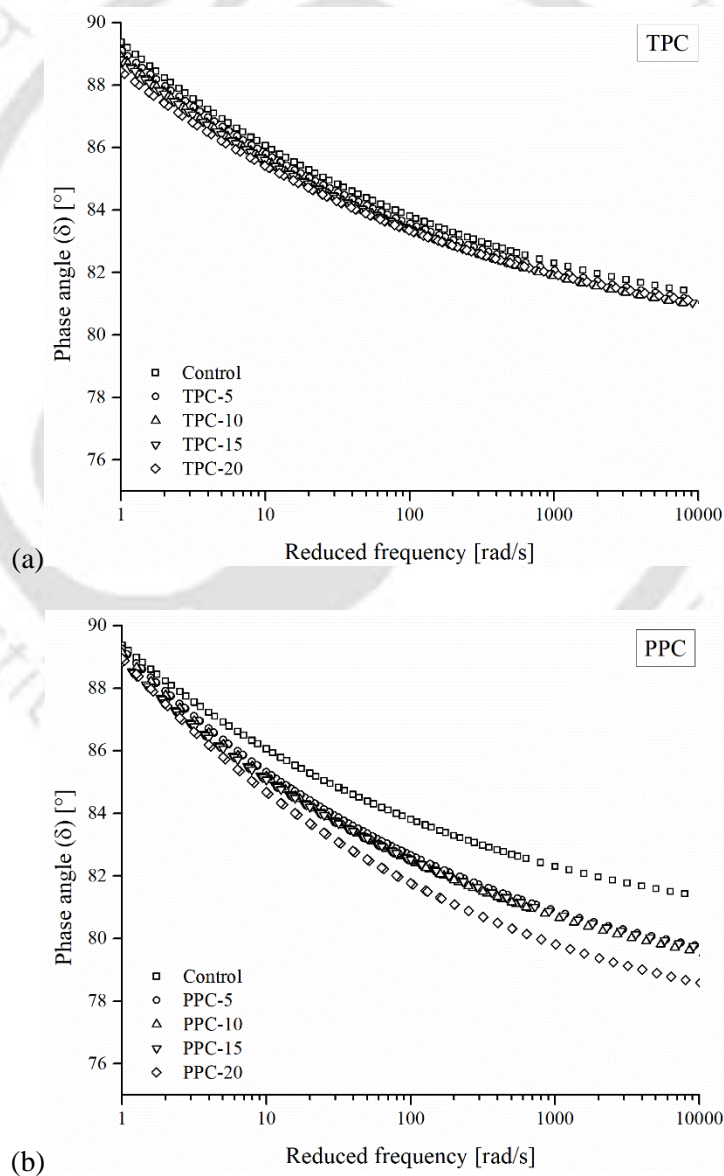 90
TPC
88
86
84
82
80
78
76
Phase angle (δ) [°]
□ Control
○ TPC-5
△ TPC-10
▽ TPC-15
◇ TPC-20
1 10 100 1000 10000
Reduced frequency [rad/s]
(a)
90
PPC
88
86
84
82
80
78
76
Phase angle (δ) [°]
□ Control
○ PPC-5
△ PPC-10
▽ PPC-15
◇ PPC-20
1 10 100 1000 10000
Reduced frequency [rad/s]
(b)